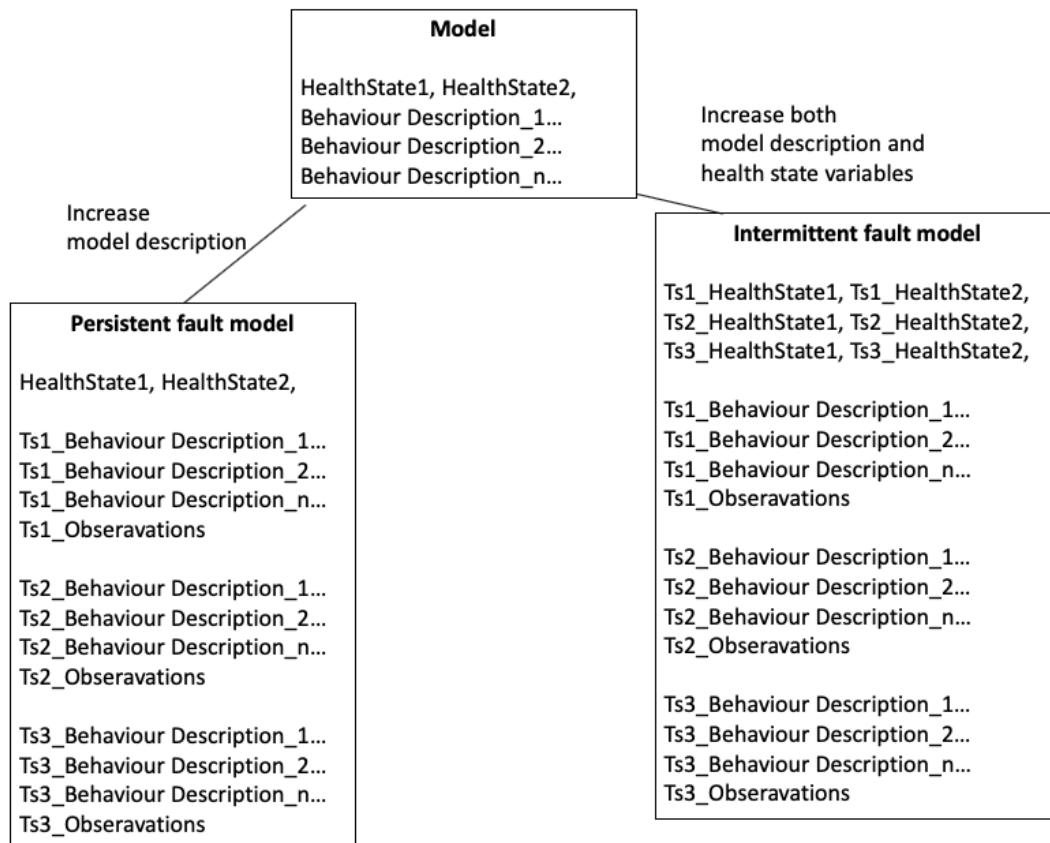 Model
HealthState1, HealthState2,
Behaviour Description_1...
Behaviour Description_2...
Behaviour Description_n...
Increase both
model description and
health state variables
Increase
model description
Persistent fault model
HealthState1, HealthState2,
Ts1_Behaviour Description_1...
Ts1_Behaviour Description_2...
Ts1_Behaviour Description_n...
Ts1_Obseravations
Ts2_Behaviour Description_1...
Ts2_Behaviour Description_2...
Ts2_Behaviour Description_n...
Ts2_Obseravations
Ts3_Behaviour Description_1...
Ts3_Behaviour Description_2...
Ts3_Behaviour Description_n...
Ts3_Obseravations
Intermittent fault model
Ts1_HealthState1, Ts1_HealthState2,
Ts2_HealthState1, Ts2_HealthState2,
Ts3_HealthState1, Ts3_HealthState2,
Ts1_Behaviour Description_1...
Ts1_Behaviour Description_2...
Ts1_Behaviour Description_n...
Ts1_Obseravations
Ts2_Behaviour Description_1...
Ts2_Behaviour Description_2...
Ts2_Behaviour Description_n...
Ts2_Obseravations
Ts3_Behaviour Description_1...
Ts3_Behaviour Description_2...
Ts3_Behaviour Description_n...
Ts3_Obseravations